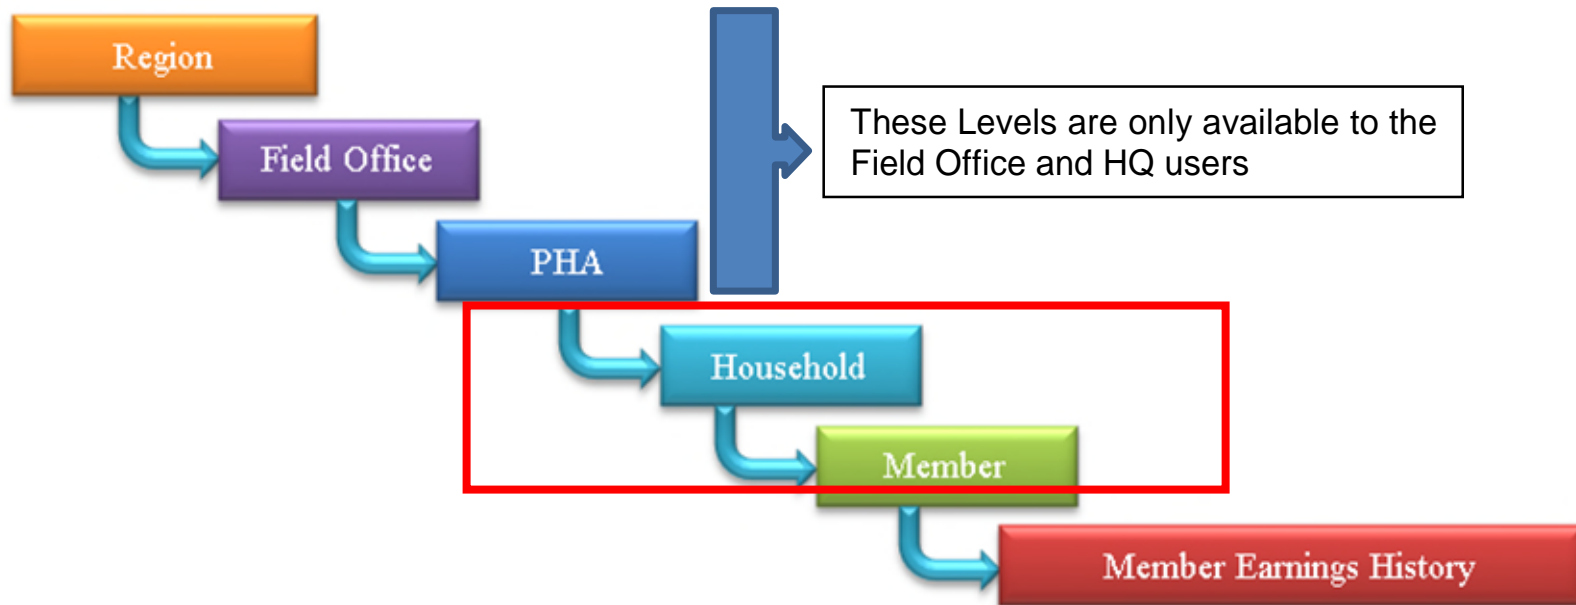 Region
Field Office
PHA
These Levels are only available to the
Field Office and HQ users
Household
Member
Member Earnings History